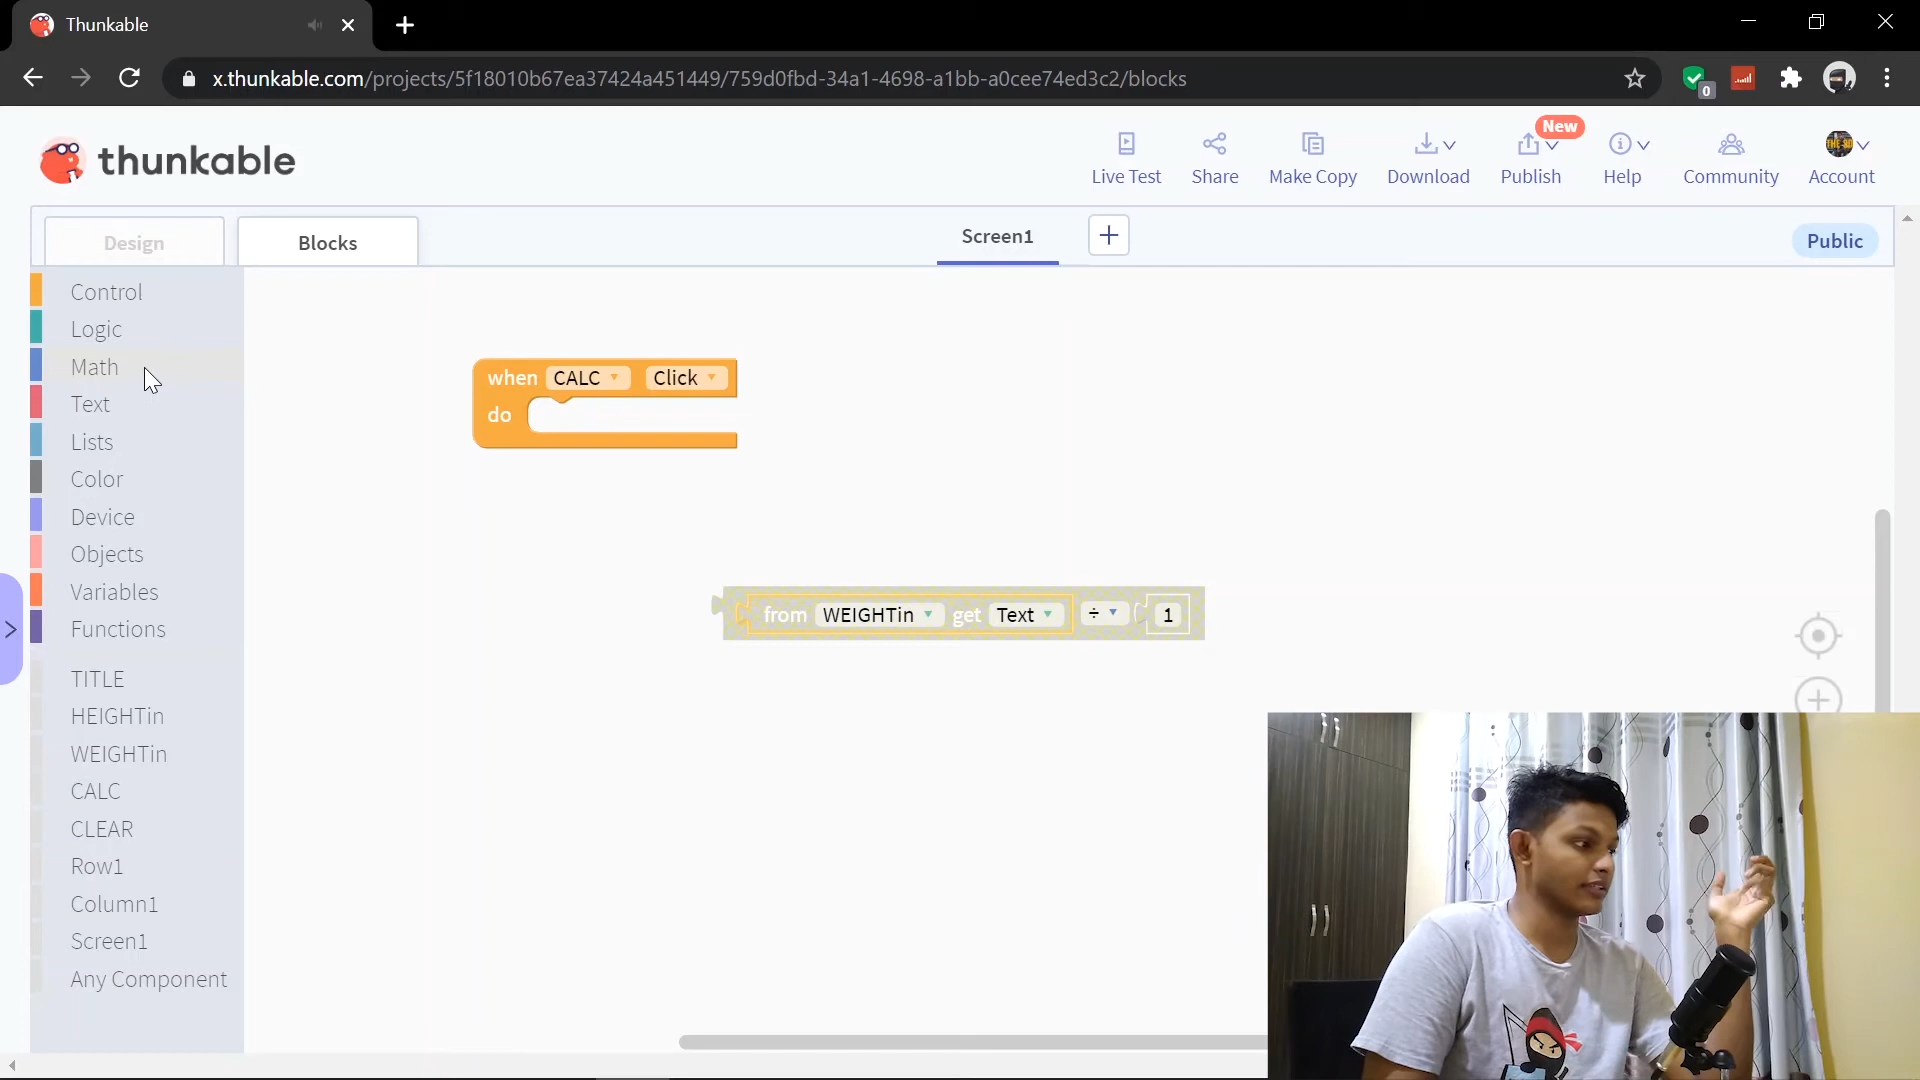 Thunkable
x.thunkable.com/projects/5f18010b67ea37424a451449/759d0fbd-34a1-4698-a1bb-a0cee74ed3c2/blocks
0
thunkable
New
Live Test
Share
Make Copy
Download
Publish
Help
Community
Account
Design
Blocks
Screen1
Public
Control
Logic
Math
Text
Lists
Color
Device
Objects
Variables
Functions
TITLE
HEIGHTin
WEIGHTin
CALC
CLEAR
Row1
Column1
Screen1
Any Component
when CALC Click
do
from WEIGHTin get Text ÷ 1